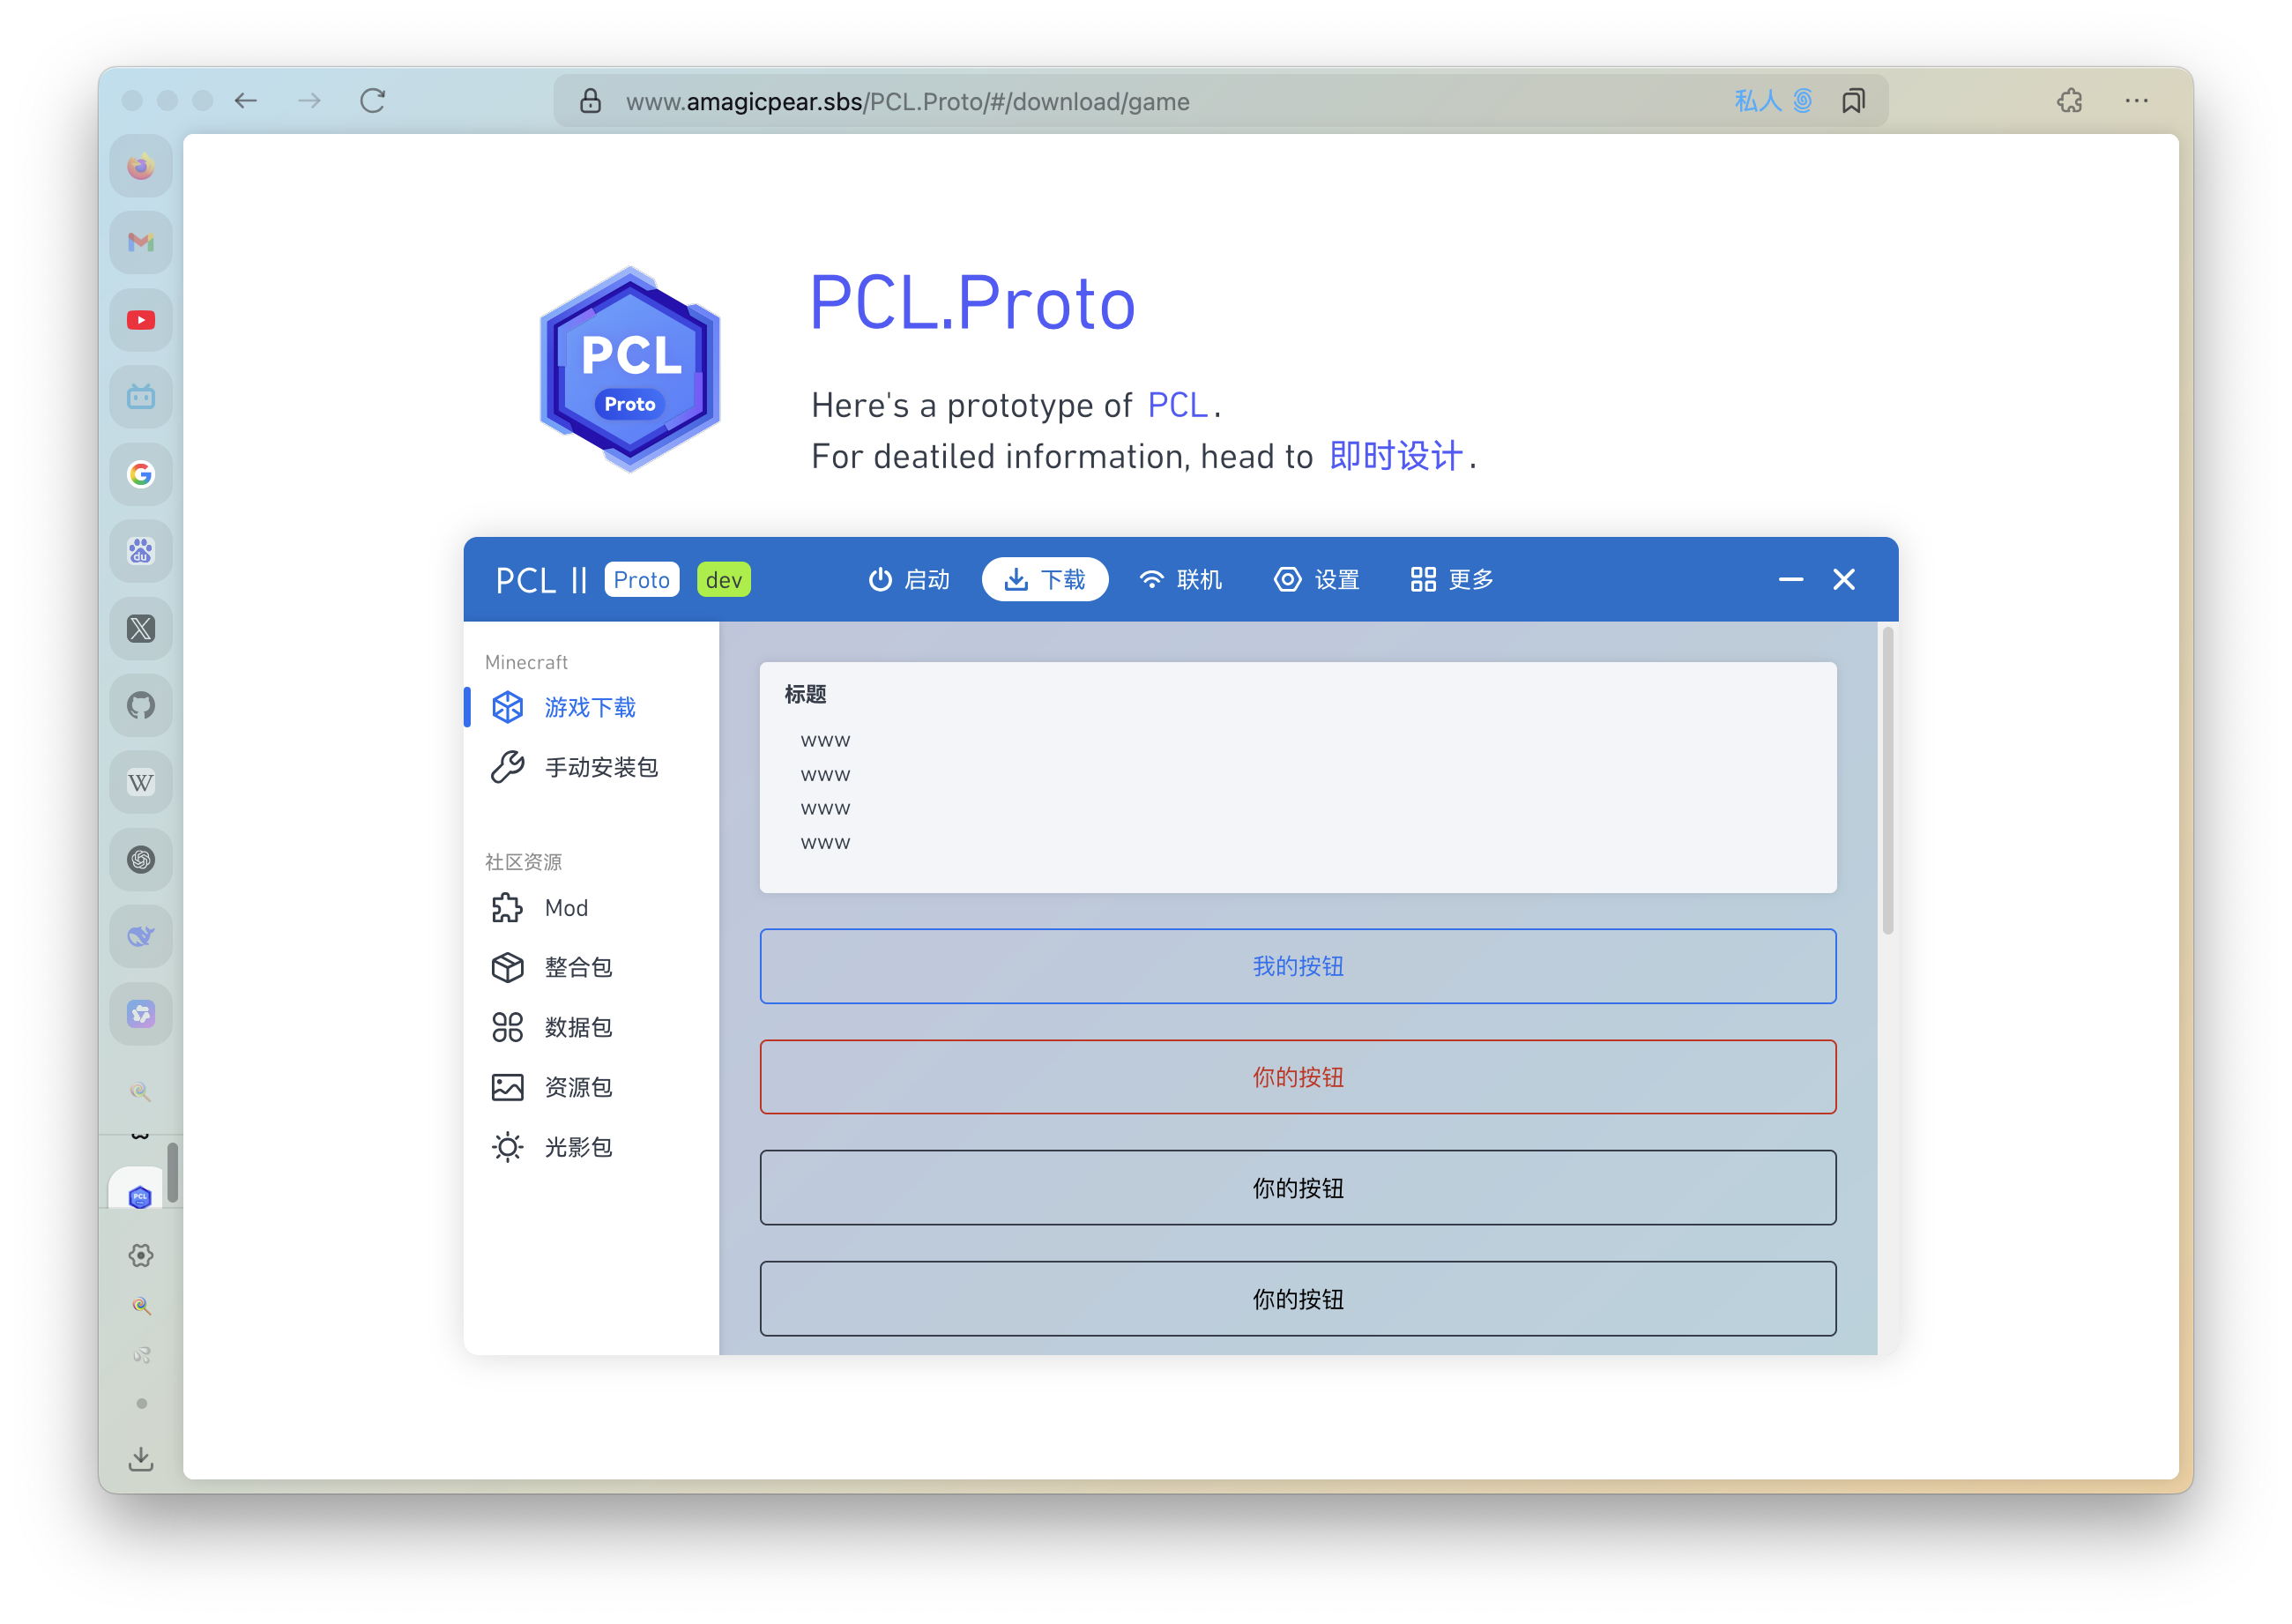 www.amagicpear.sbs/PCL.Proto/#/download/game
私人
PCL
Proto
PCL.Proto
Here's a prototype of PCL.
For deatiled information, head to 即时设计.
PCL II Proto dev
启动
下载
联机
设置
更多
Minecraft
游戏下载
手动安装包
社区资源
Mod
整合包
数据包
资源包
光影包
标题
www
www
www
www
我的按钮
你的按钮
你的按钮
你的按钮
du
W
PCL